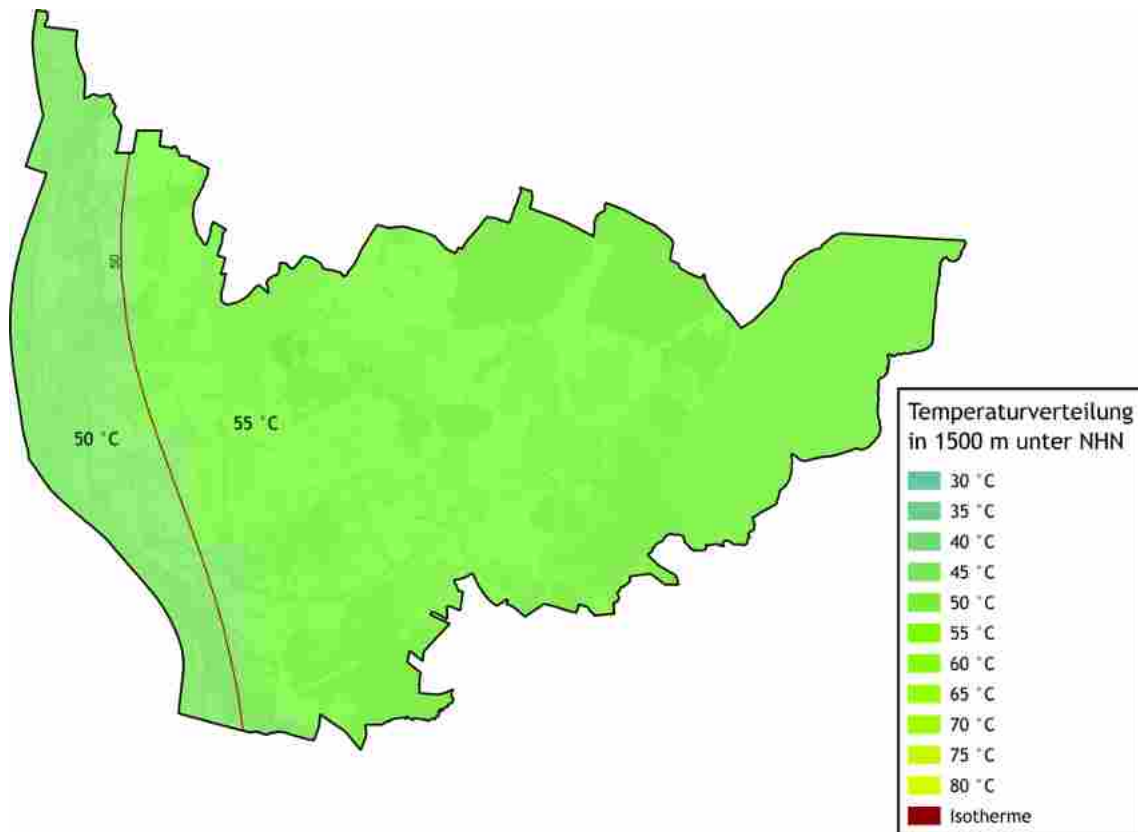 50
50 °C
55 °C
Temperaturverteilung
in 1500 m unter NHN
30 °C
35 °C
40 °C
45 °C
50 °C
55 °C
60 °C
65 °C
70 °C
75 °C
80 °C
Isotherme